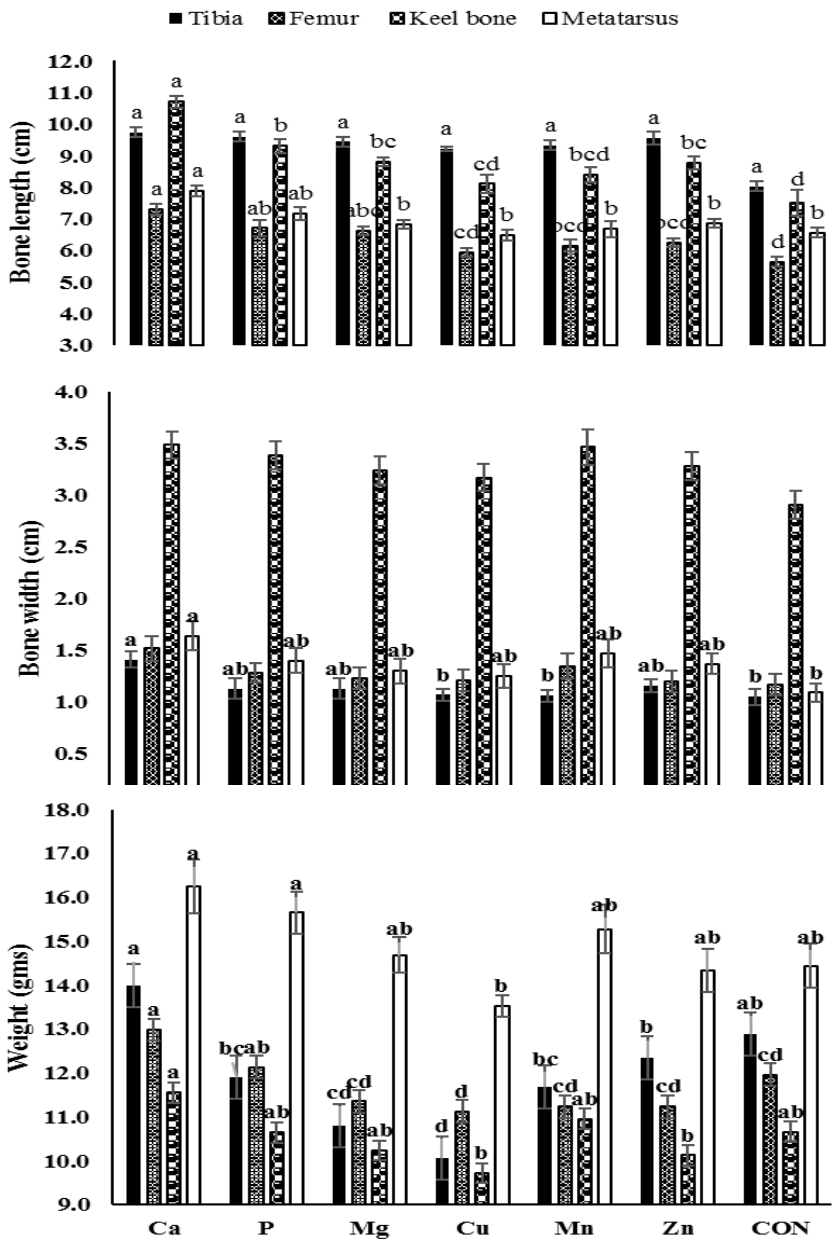 Tibia Femur Keel bone Metatarsus
Bone length (cm)
12.0
11.0
10.0
9.0
8.0
7.0
6.0
5.0
4.0
3.0
a a a a
a ab b ab
a abc bc b
a cd cd b
a bcd bcd b
a bcd bc b
a d d b
Bone width (cm)
4.0
3.5
3.0
2.5
2.0
1.5
1.0
0.5
a a
ab ab
ab ab
b ab
b ab
ab ab
b b
Weight (gms)
18.0
17.0
16.0
15.0
14.0
13.0
12.0
11.0
10.0
9.0
a a a a
bc ab ab a
cd cd ab ab
d d b b
bc cd ab ab
b cd b ab
ab cd ab ab
Ca P Mg Cu Mn Zn CON